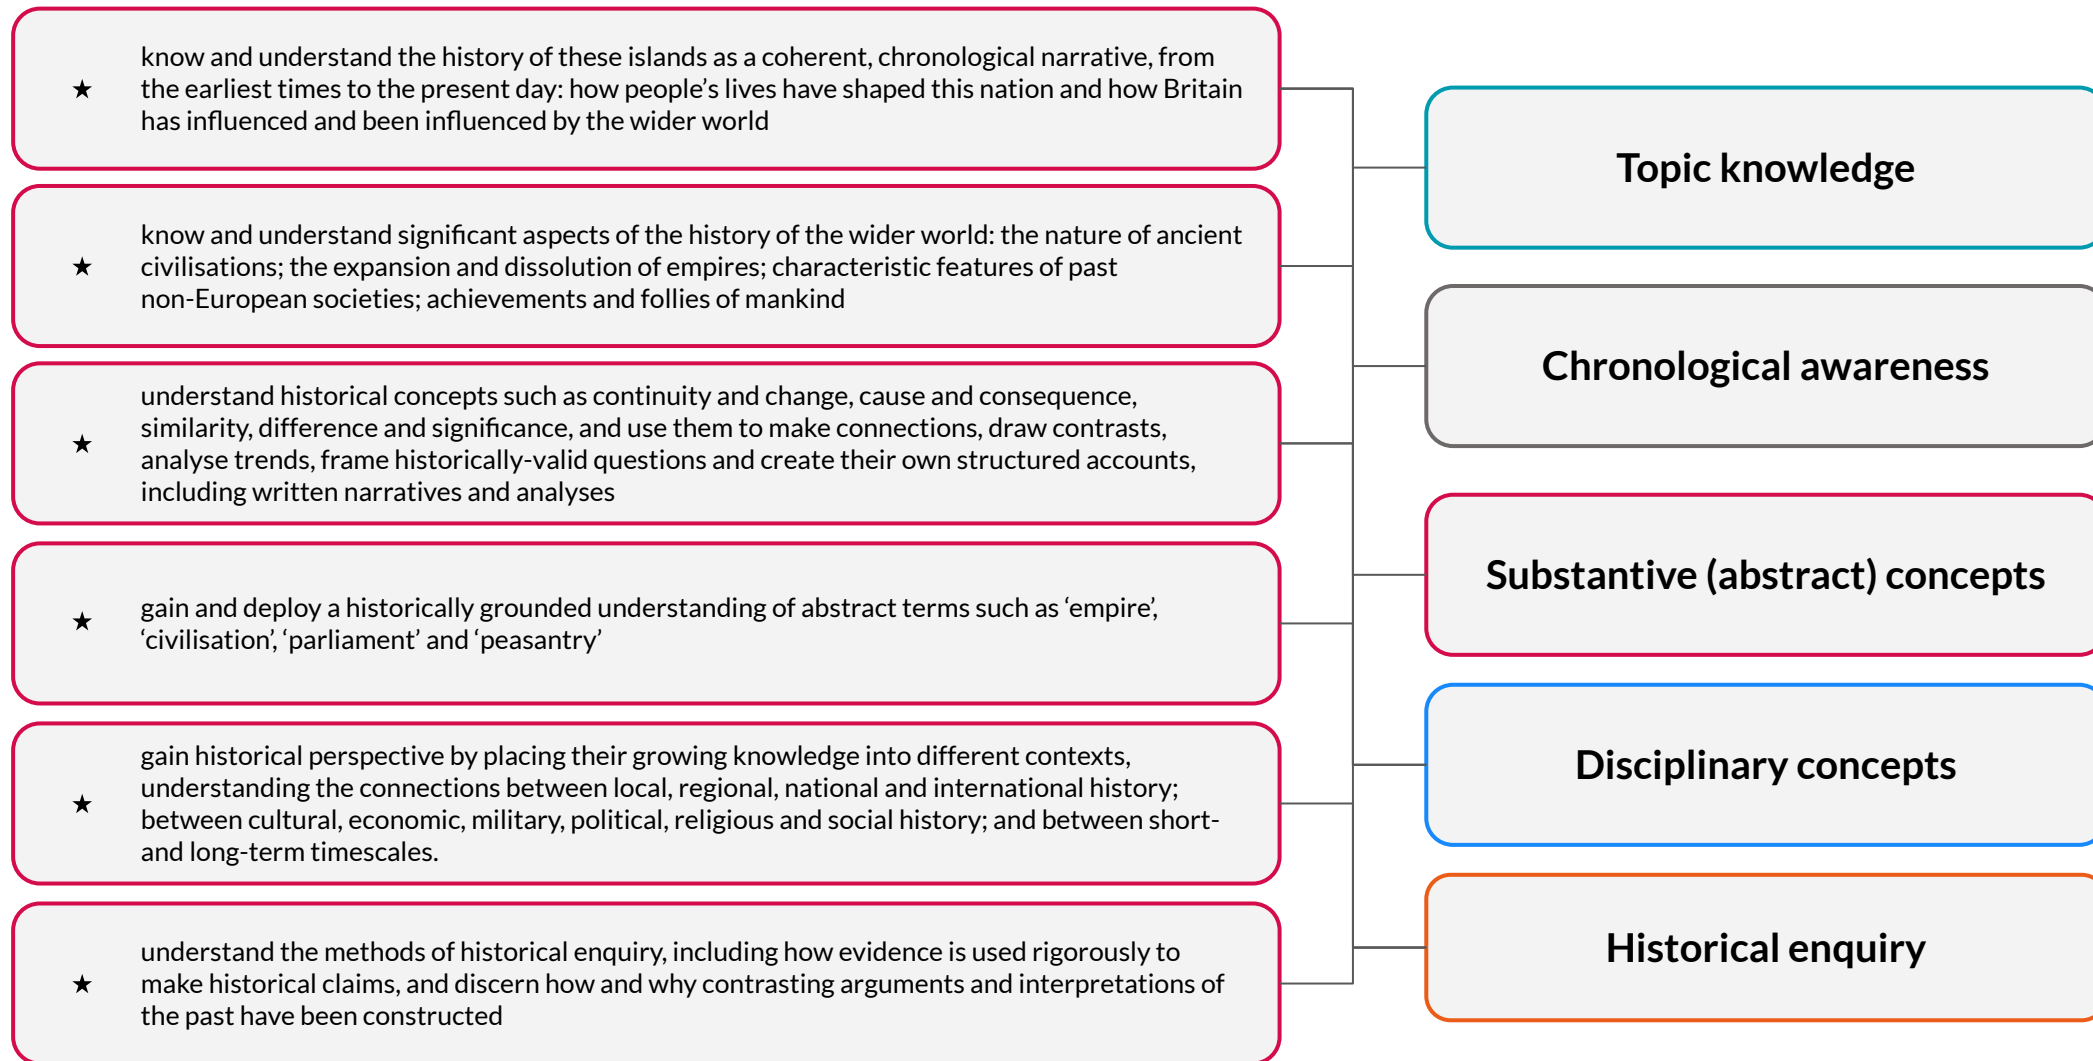 ★ know and understand the history of these islands as a coherent, chronological narrative, from
the earliest times to the present day: how people’s lives have shaped this nation and how Britain
has influenced and been influenced by the wider world
★ know and understand significant aspects of the history of the wider world: the nature of ancient
civilisations; the expansion and dissolution of empires; characteristic features of past
non-European societies; achievements and follies of mankind
★ understand historical concepts such as continuity and change, cause and consequence,
similarity, difference and significance, and use them to make connections, draw contrasts,
analyse trends, frame historically-valid questions and create their own structured accounts,
including written narratives and analyses
★ gain and deploy a historically grounded understanding of abstract terms such as ‘empire’,
‘civilisation’, ‘parliament’ and ‘peasantry’
★ gain historical perspective by placing their growing knowledge into different contexts,
understanding the connections between local, regional, national and international history;
between cultural, economic, military, political, religious and social history; and between short-
and long-term timescales.
★ understand the methods of historical enquiry, including how evidence is used rigorously to
make historical claims, and discern how and why contrasting arguments and interpretations of
the past have been constructed
Topic knowledge
Chronological awareness
Substantive (abstract) concepts
Disciplinary concepts
Historical enquiry